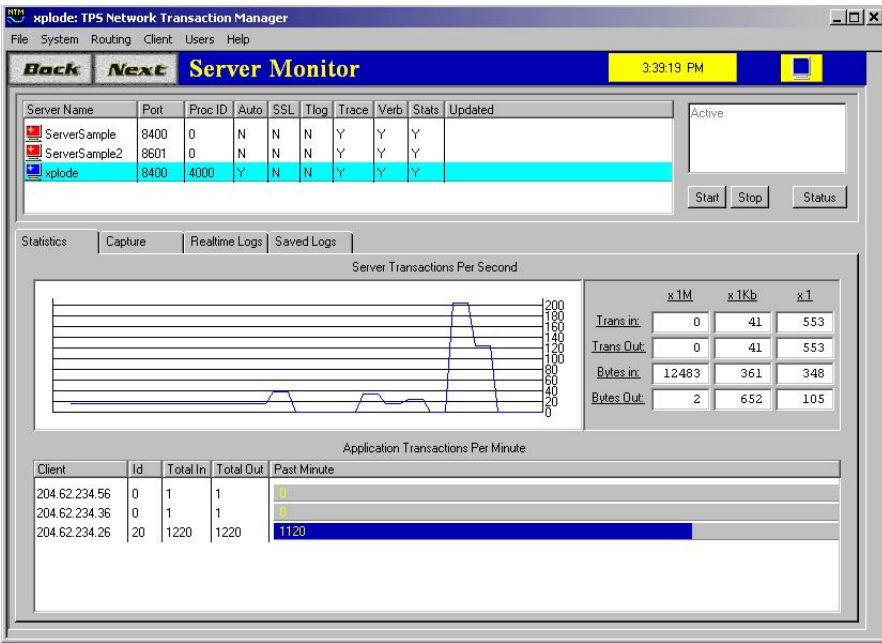 NTM xplode: TPS Network Transaction Manager
File System Routing Client Users Help
Back Next Server Monitor 3:39:19 PM
Server Name Port Proc ID Auto SSL Tlog Trace Verb Stats Updated
ServerSample 8400 0 N N N Y Y Y
ServerSample2 8601 0 N N N Y Y Y
xplode 8400 4000 Y N N Y Y Y
Active
Start Stop Status
Statistics Capture Realtime Logs Saved Logs
Server Transactions Per Second
200
180
160
140
120
100
80
60
40
20
0
x 1M x 1Kb x 1
Trans in: 0 41 553
Trans Out: 0 41 553
Bytes in: 12483 361 348
Bytes Out: 2 652 105
Application Transactions Per Minute
Client Id Total In Total Out Past Minute
204.62.234.56 0 1 1 0
204.62.234.36 0 1 1 0
204.62.234.26 20 1220 1220 1120